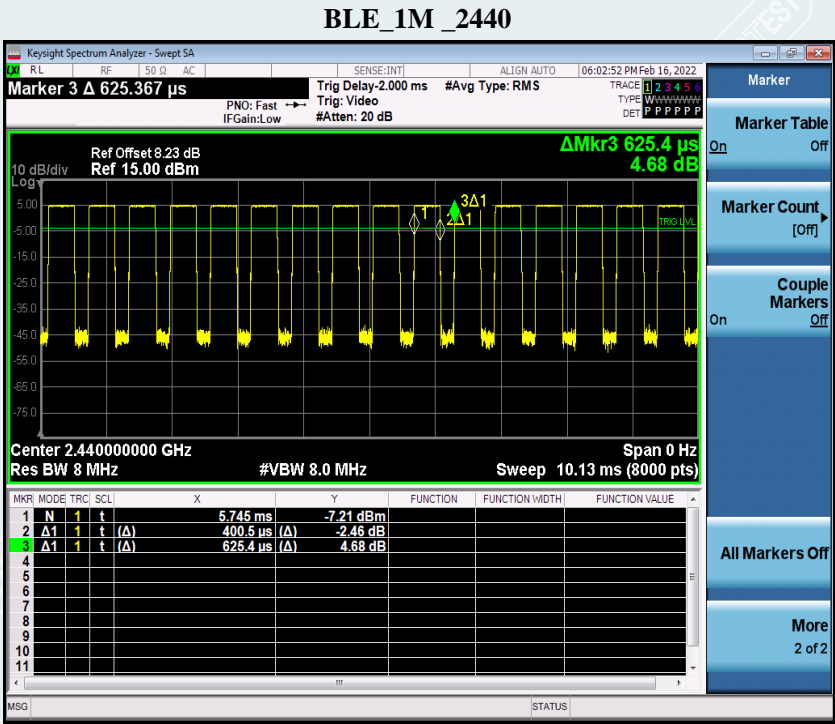 BLE_1M _2440
Keysight Spectrum Analyzer - Swept SA
LXI RL RF 50 Ω AC SENSE:INT ALIGN AUTO 06:02:52 PM Feb 16, 2022
Marker 3 Δ 625.367 µs
PNO: Fast
IFGain:Low
Trig Delay-2.000 ms
Trig: Video
#Atten: 20 dB
#Avg Type: RMS
TRACE 1 2 3 4 5 6
TYPE WWWWWW
DET P P P P P P
Marker
Marker Table
On Off
Marker Count
[Off]
Couple
Markers
On Off
All Markers Off
More
2 of 2
10 dB/div
Log
Ref Offset 8.23 dB
Ref 15.00 dBm
ΔMkr3 625.4 µs
4.68 dB
5.00
-5.00
-15.0
-25.0
-35.0
-45.0
-55.0
-65.0
-75.0
1
2Δ1
3Δ1
TRIG LVL
Center 2.440000000 GHz Span 0 Hz
Res BW 8 MHz #VBW 8.0 MHz Sweep 10.13 ms (8000 pts)
MKR MODE TRC SCL X Y FUNCTION FUNCTION WIDTH FUNCTION VALUE
1 N 1 t 5.745 ms -7.21 dBm
2 Δ1 1 t (Δ) 400.5 µs (Δ) -2.46 dB
3 Δ1 1 t (Δ) 625.4 µs (Δ) 4.68 dB
4
5
6
7
8
9
10
11
MSG STATUS